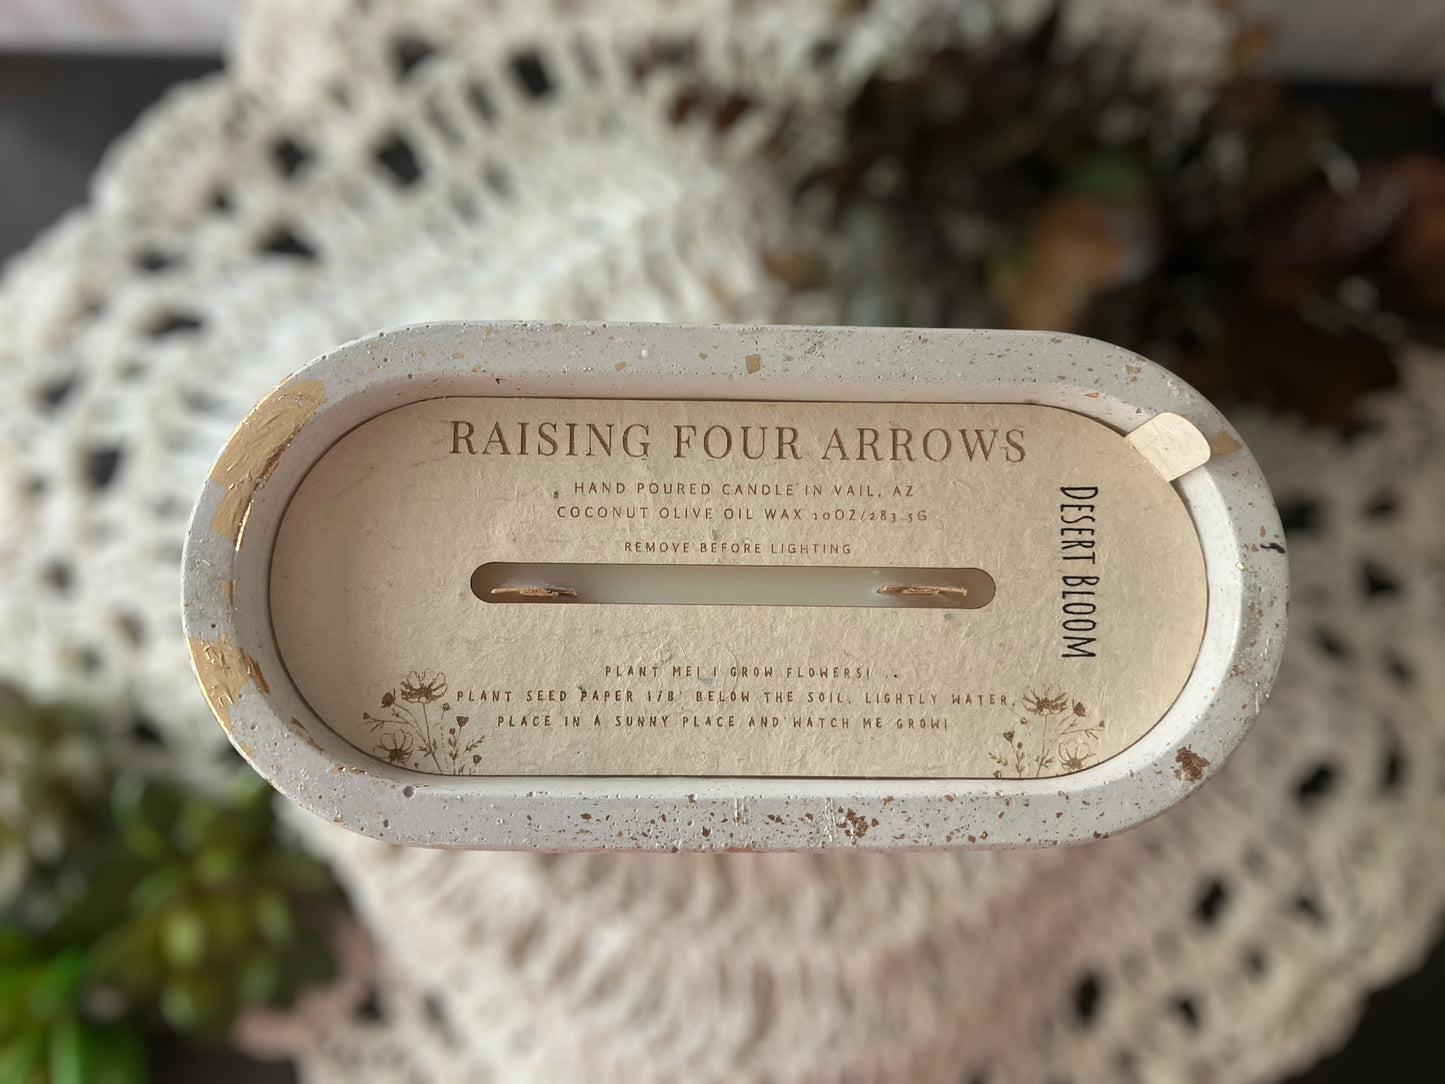 RAISING FOUR ARROWS
HAND POURED CANDLE IN VAIL, AZ
COCONUT OLIVE OIL WAX 10OZ/283.5G
REMOVE BEFORE LIGHTING
DESERT BLOOM
PLANT ME! I GROW FLOWERS!
PLANT SEED PAPER 1/8" BELOW THE SOIL, LIGHTLY WATER,
PLACE IN A SUNNY PLACE AND WATCH ME GROW!